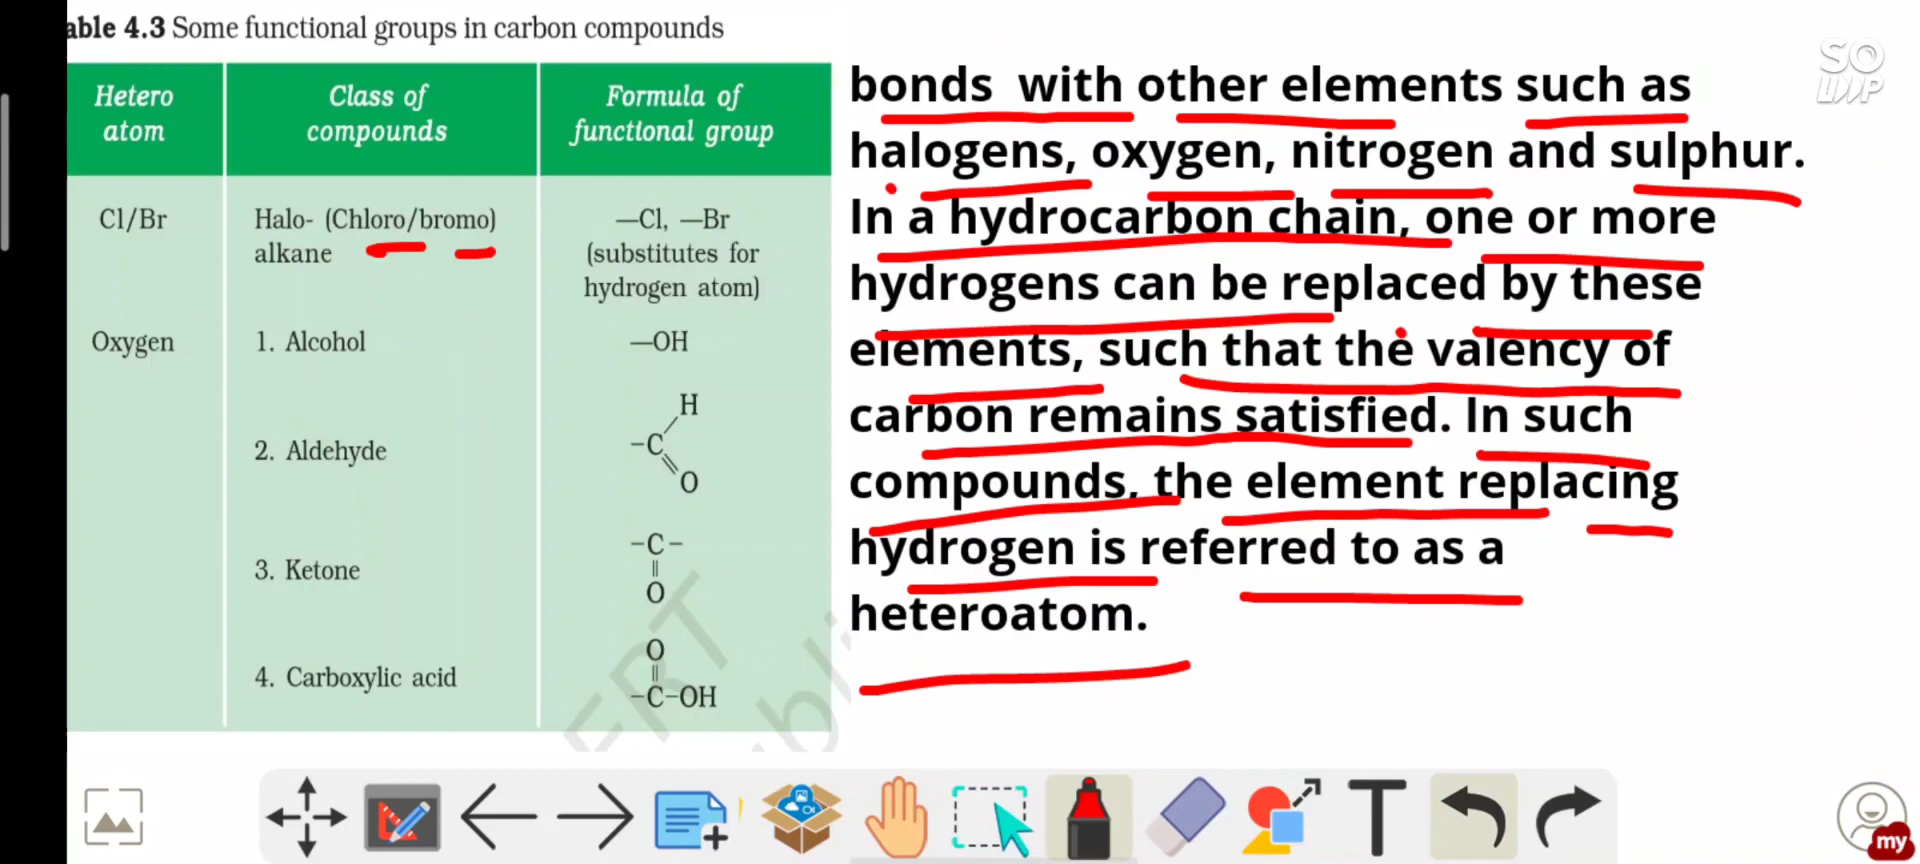 able 4.3 Some functional groups in carbon compounds
Hetero atom
Class of compounds
Formula of functional group
Cl/Br
Halo- (Chloro/bromo)
alkane
—Cl, —Br
(substitutes for
hydrogen atom)
Oxygen
1. Alcohol
—OH
2. Aldehyde
H
-C
O
3. Ketone
-C-
O
4. Carboxylic acid
O
-C-OH
bonds with other elements such as
halogens, oxygen, nitrogen and sulphur.
In a hydrocarbon chain, one or more
hydrogens can be replaced by these
elements, such that the valency of
carbon remains satisfied. In such
compounds, the element replacing
hydrogen is referred to as a
heteroatom.
T
my